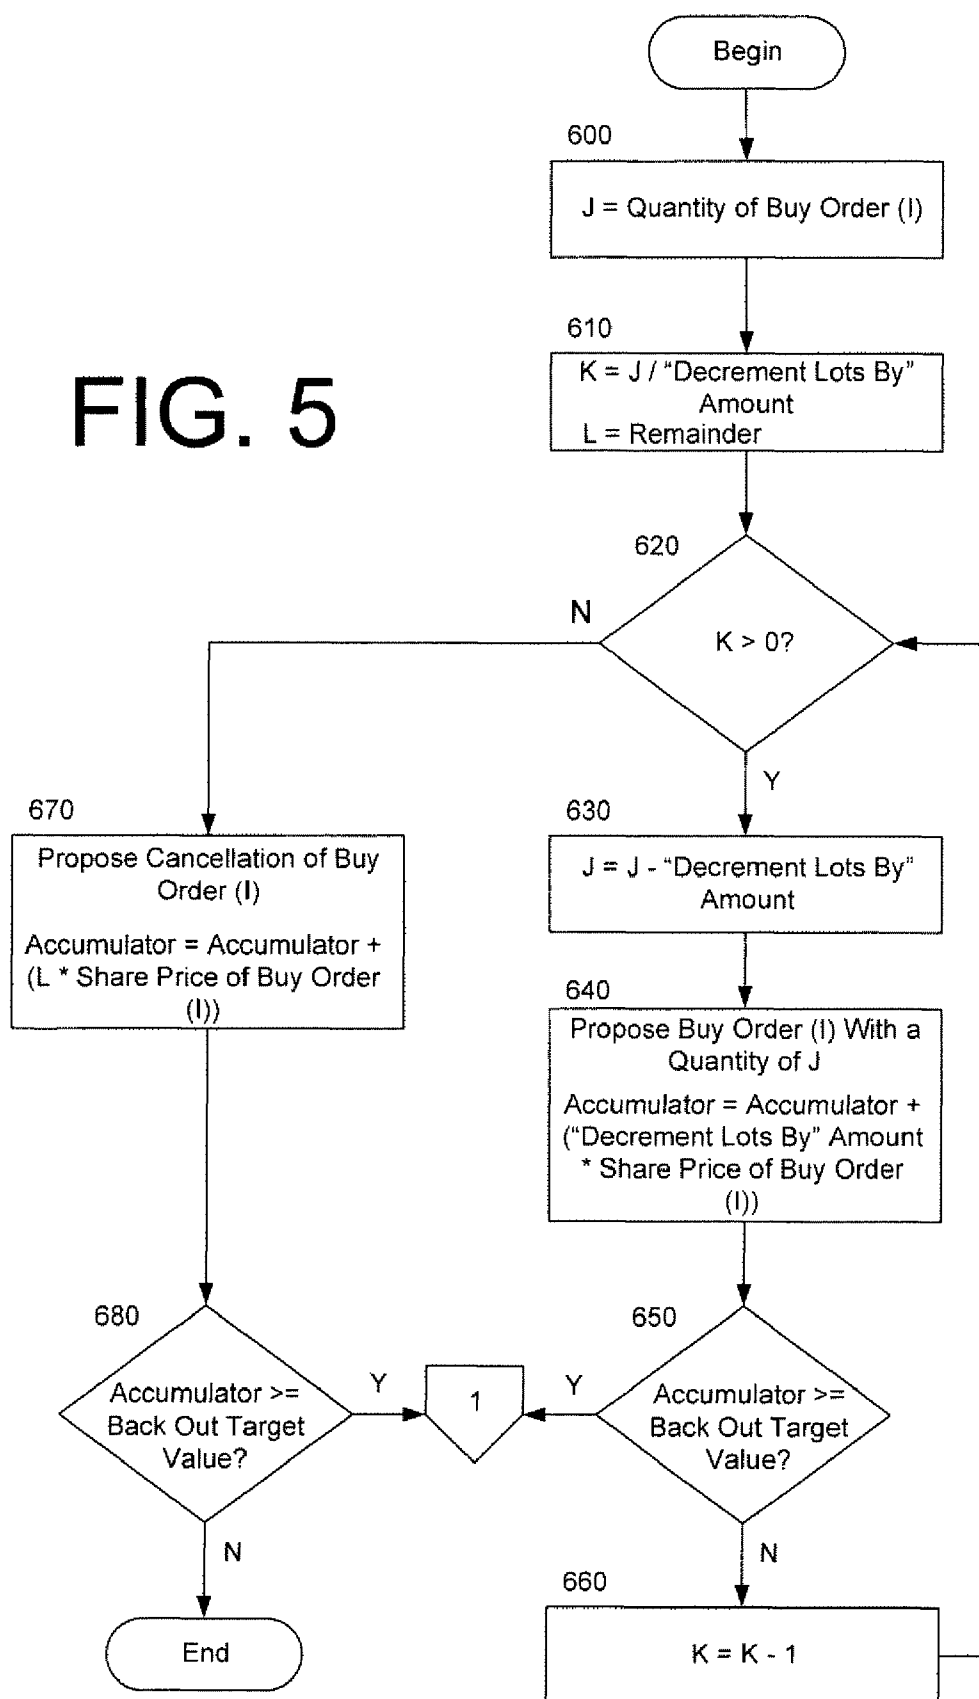 Begin
600
J = Quantity of Buy Order (I)
610
K = J / “Decrement Lots By”
Amount
L = Remainder
FIG. 5
620
N
K > 0?
Y
670
Propose Cancellation of Buy
Order (I)
Accumulator = Accumulator +
(L * Share Price of Buy Order
(I))
630
J = J - “Decrement Lots By”
Amount
640
Propose Buy Order (I) With a
Quantity of J
Accumulator = Accumulator +
(“Decrement Lots By” Amount
* Share Price of Buy Order
(I))
680
Accumulator >=
Back Out Target
Value?
Y
1
Y
650
Accumulator >=
Back Out Target
Value?
N
N
End
660
K = K - 1